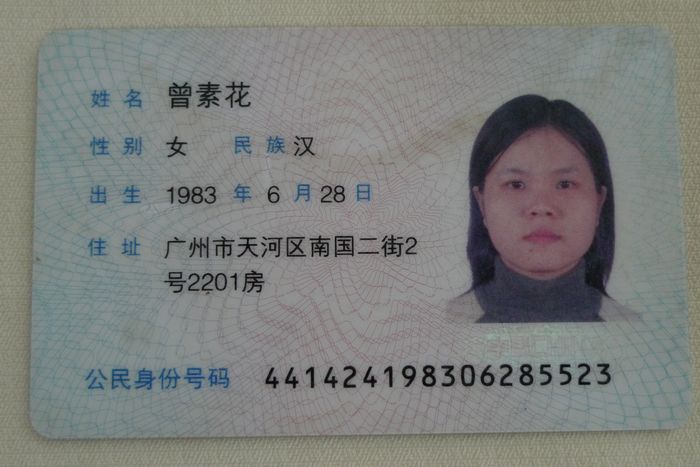 姓名 曾素花
性别 女 民族 汉
出生 1983 年 6 月 28 日
住址 广州市天河区南国二街2
号2201房
公民身份号码 441424198306285523